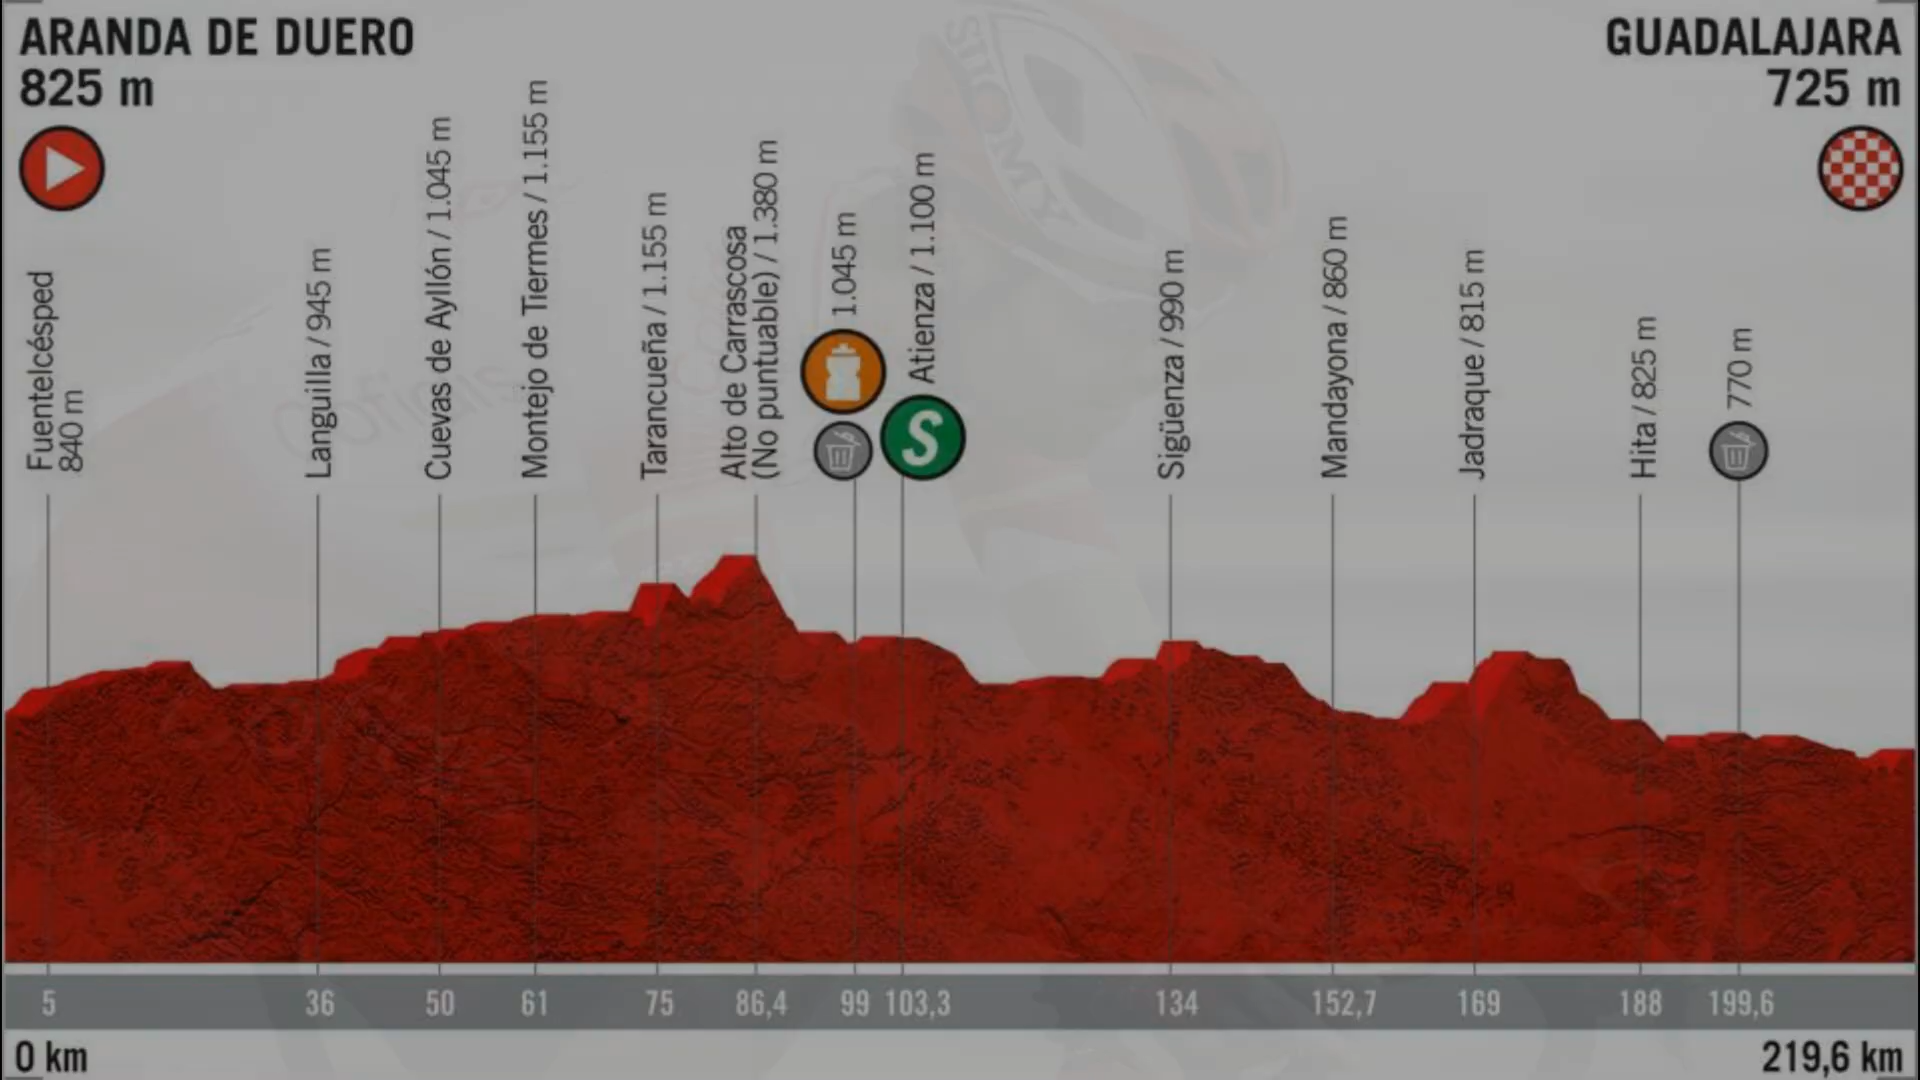 ARANDA DE DUERO
825 m
GUADALAJARA
725 m
Fuentelcésped
840 m
Languilla / 945 m
Cuevas de Ayllón / 1.045 m
Montejo de Tiermes / 1.155 m
Tarancueña / 1.155 m
Alto de Carrascosa
(No puntuable) / 1.380 m
1.045 m
Atienza / 1.100 m
S
Sigüenza / 990 m
Mandayona / 860 m
Jadraque / 815 m
Hita / 825 m
770 m
5 36 50 61 75 86,4 99 103,3 134 152,7 169 188 199,6
0 km
219,6 km
Cofidis